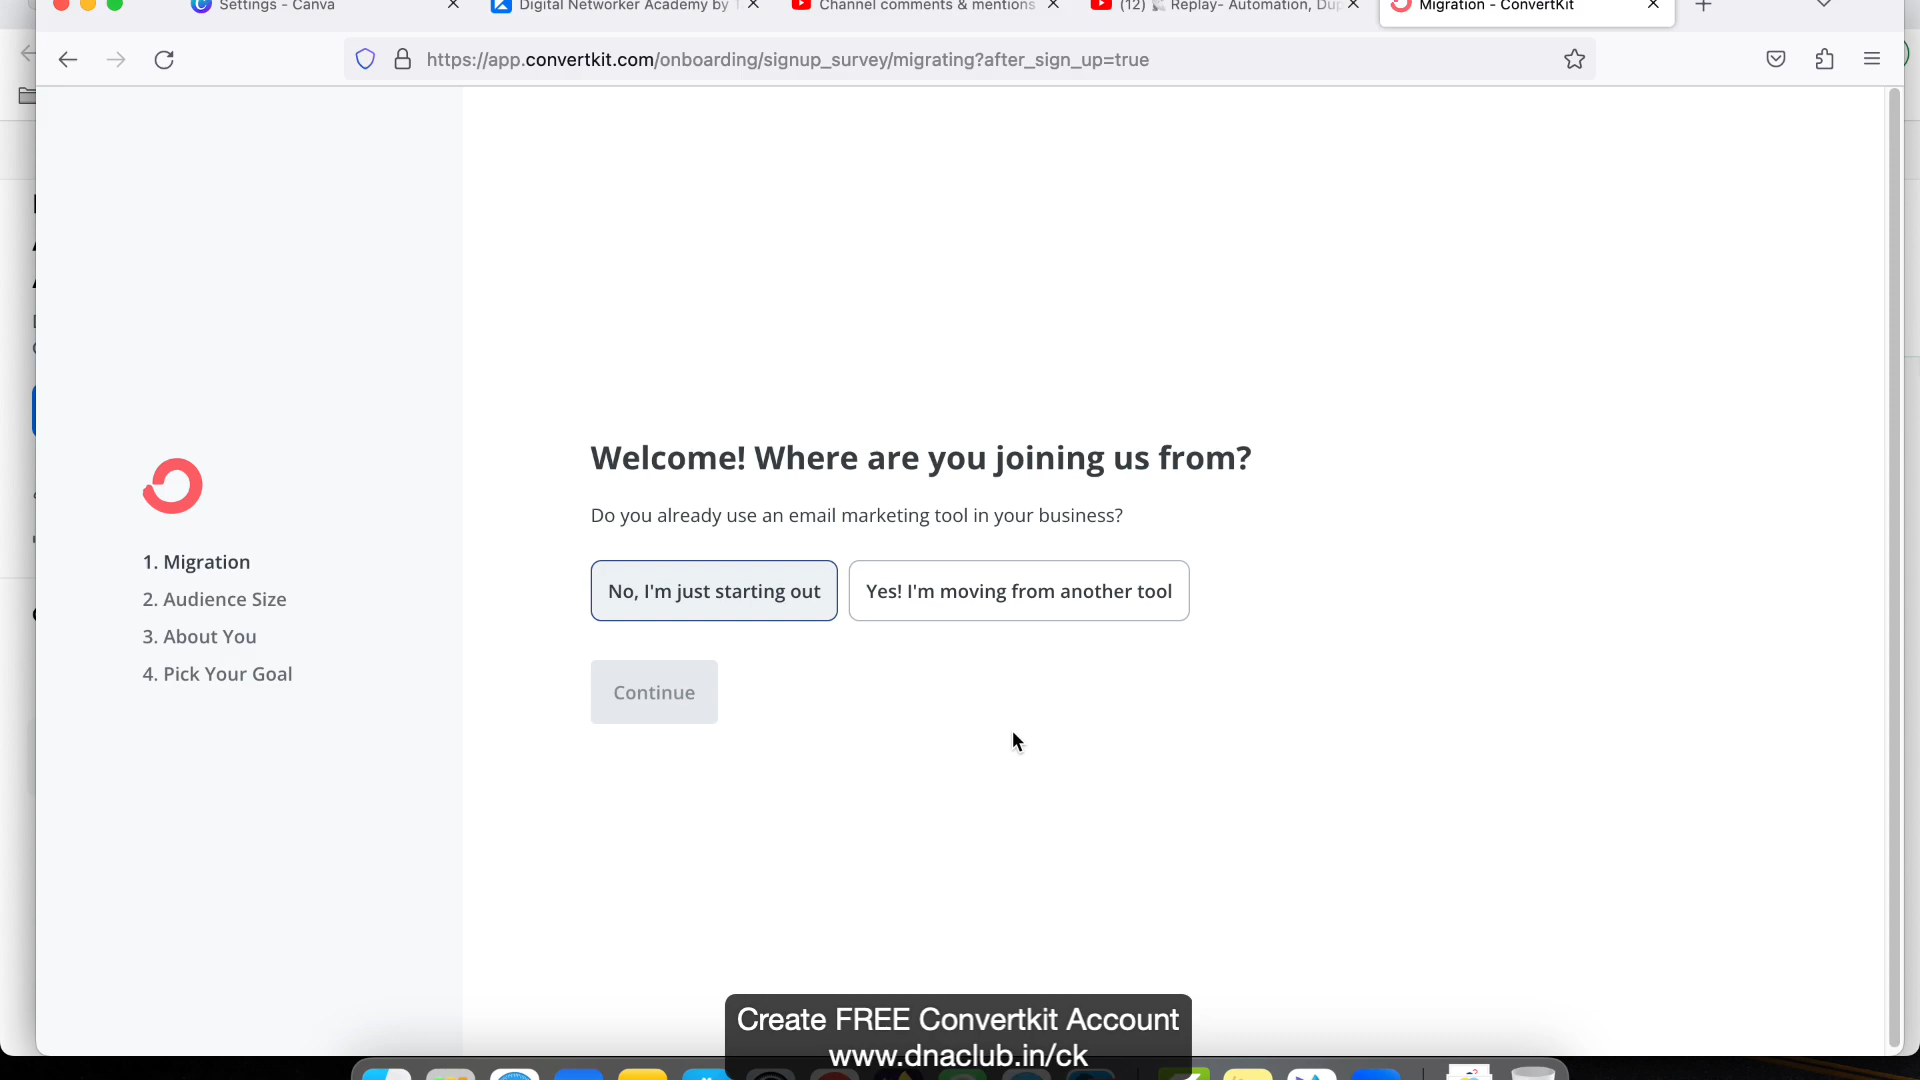 Settings - Canva
Digital Networker Academy by
Channel comments & mentions
(12) Replay- Automation, Dup
Migration - ConvertKit
https://app.convertkit.com/onboarding/signup_survey/migrating?after_sign_up=true
Welcome! Where are you joining us from?
Do you already use an email marketing tool in your business?
No, I'm just starting out
Yes! I'm moving from another tool
Continue
1. Migration
2. Audience Size
3. About You
4. Pick Your Goal
Create FREE Convertkit Account
www.dnaclub.in/ck